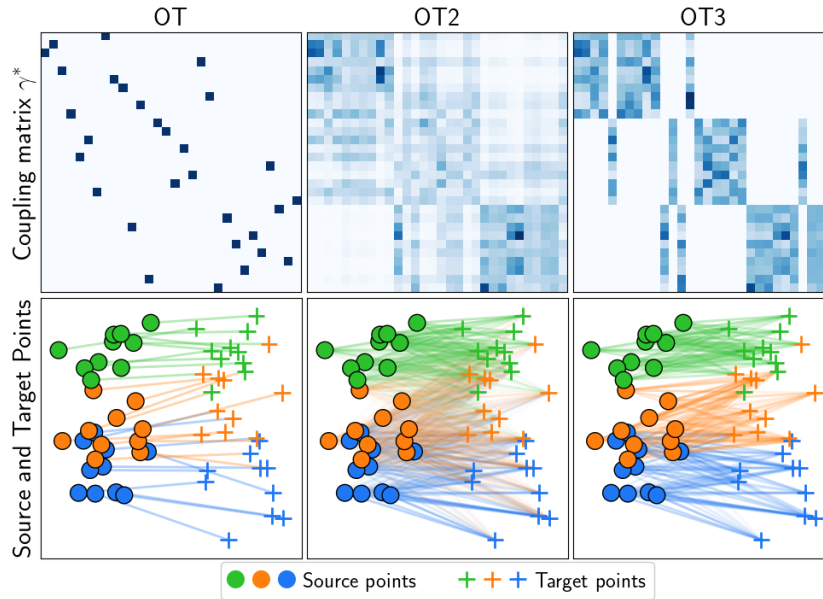 OT OT2 OT3
Coupling matrix γ*
Source and Target Points
Source points Target points